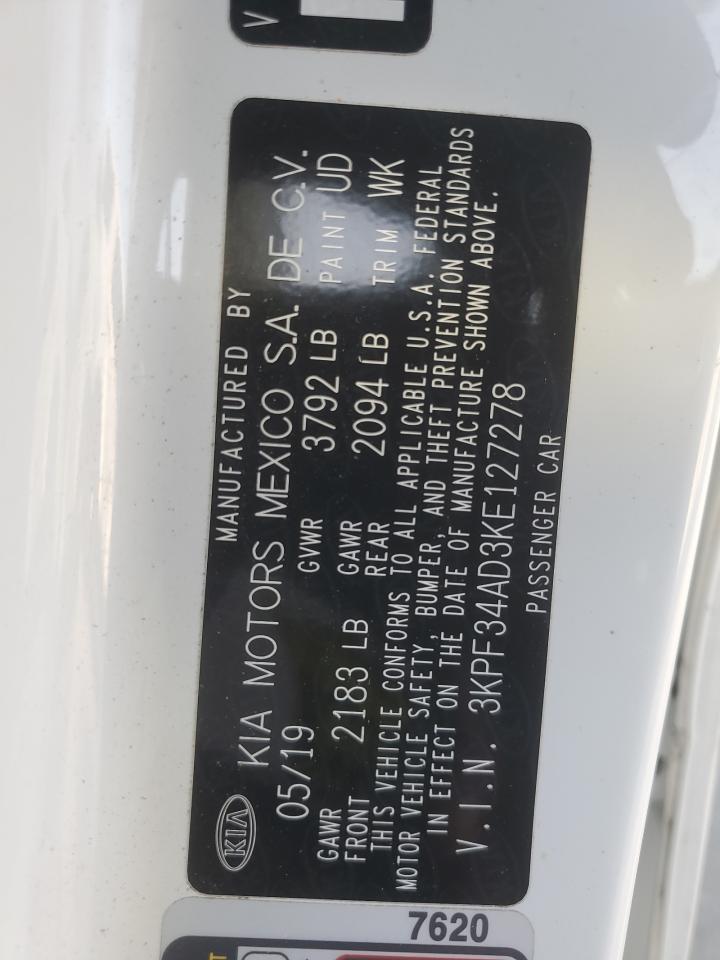 MANUFACTURED BY
KIA KIA MOTORS MEXICO S.A. DE C.V.
05/19 GVWR 3792 LB PAINT UD
GAWR FRONT 2183 LB GAWR REAR 2094 LB TRIM WK
THIS VEHICLE CONFORMS TO ALL APPLICABLE U.S.A. FEDERAL
MOTOR VEHICLE SAFETY, BUMPER, AND THEFT PREVENTION STANDARDS
IN EFFECT ON THE DATE OF MANUFACTURE SHOWN ABOVE.
V.I.N. 3KPF34AD3KE127278
PASSENGER CAR
7620
V